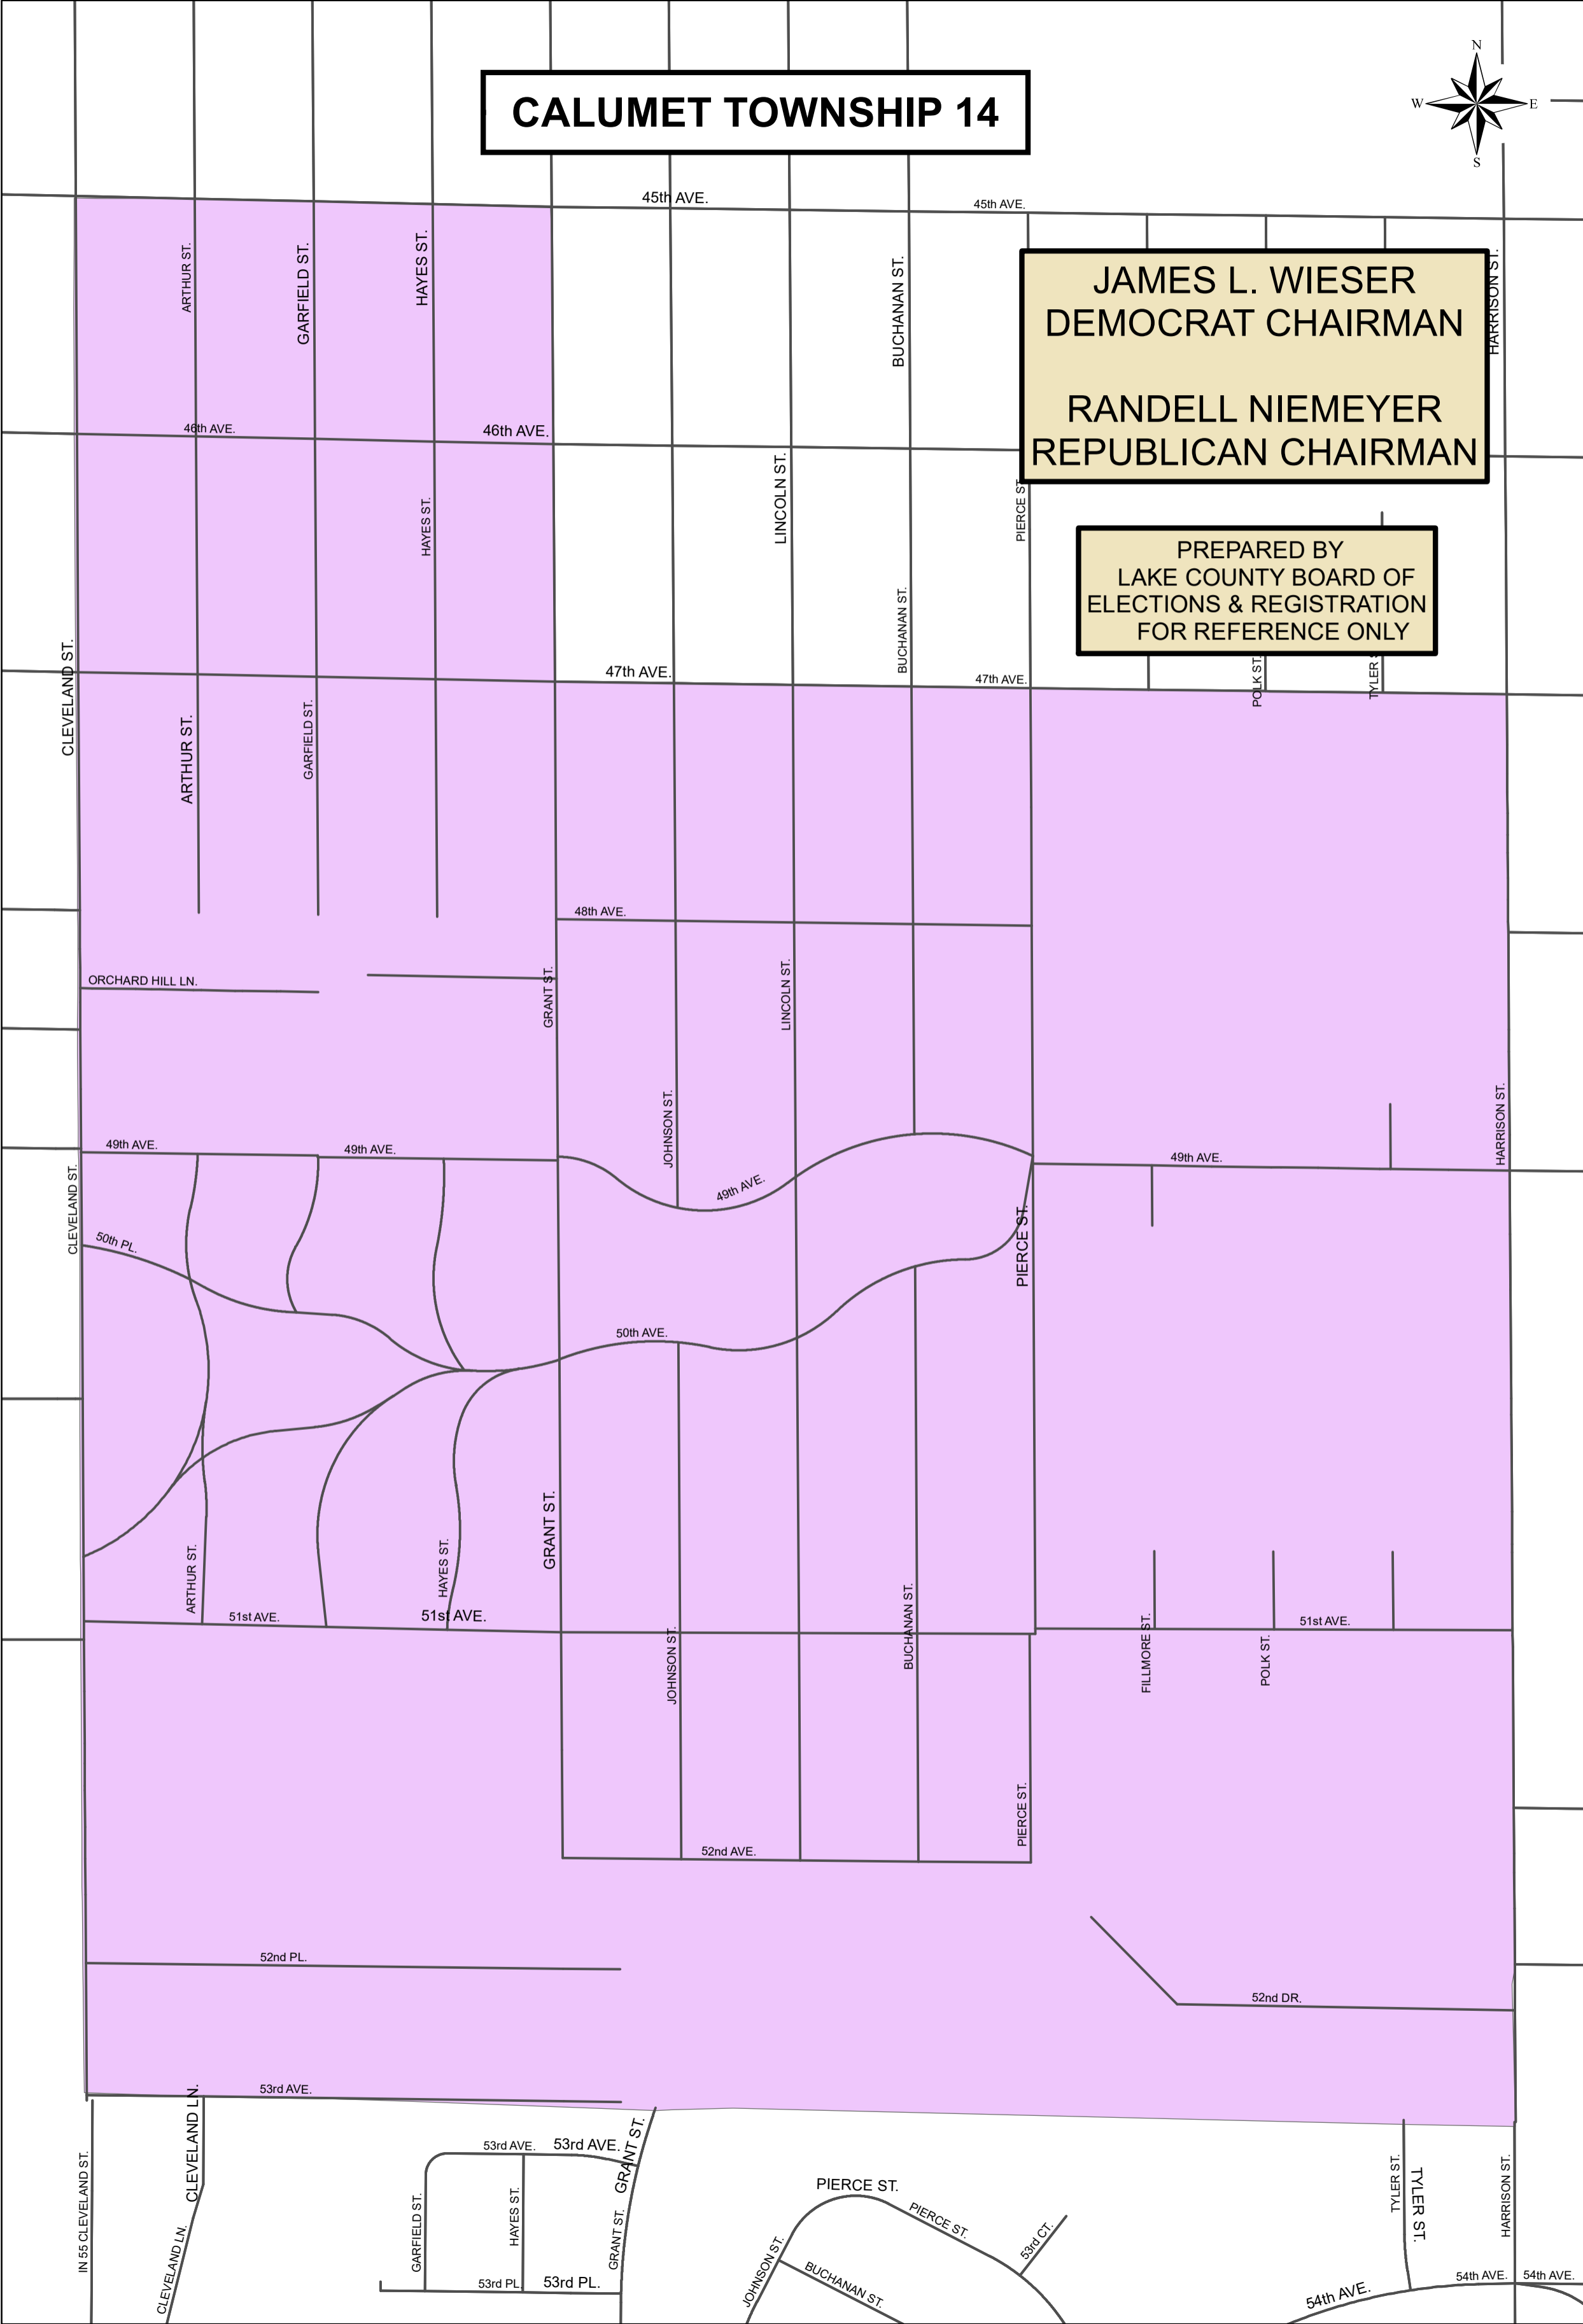 N
CALUMET TOWNSHIP 14
W
E
S
45th AVE.
45th AVE.
ARTHUR ST.
GARFIELD ST.
HAYES ST.
BUCHANAN ST.
HARRISON ST.
JAMES L. WIESER
DEMOCRAT CHAIRMAN
RANDELL NIEMEYER
REPUBLICAN CHAIRMAN
46th AVE.
46th AVE.
LINCOLN ST.
HAYES ST.
PIERCE ST
PREPARED BY
LAKE COUNTY BOARD OF
ELECTIONS & REGISTRATION
FOR REFERENCE ONLY
BUCHANAN ST.
CLEVELAND ST.
47th AVE.
47th AVE.
POLK ST.
TYLER S
ARTHUR ST.
GARFIELD ST.
48th AVE.
ORCHARD HILL LN.
GRANT ST.
LINCOLN ST.
JOHNSON ST.
HARRISON ST.
49th AVE.
49th AVE.
49th AVE.
49th AVE.
CLEVELAND ST.
50th PL.
PIERCE ST.
50th AVE.
GRANT ST.
ARTHUR ST.
HAYES ST.
51st AVE.
51st AVE.
51st AVE.
JOHNSON ST.
BUCHANAN ST.
FILLMORE ST.
POLK ST.
PIERCE ST.
52nd AVE.
52nd PL.
52nd DR.
53rd AVE.
CLEVELAND LN.
IN 55 CLEVELAND ST.
CLEVELAND LN.
53rd AVE.
53rd AVE.
GRANT ST.
GARFIELD ST.
HAYES ST.
GRANT ST.
53rd PL.
53rd PL.
PIERCE ST.
PIERCE ST.
53rd CT.
JOHNSON ST.
BUCHANAN ST.
TYLER ST.
TYLER ST.
HARRISON ST.
54th AVE.
54th AVE.
54th AVE.